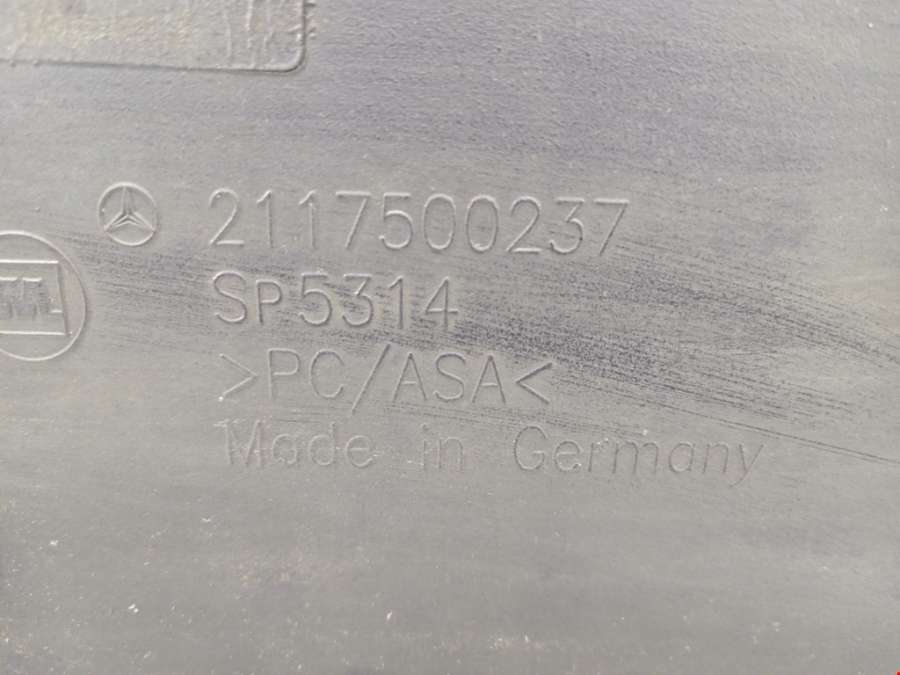 2117500237
SP5314
>PC/ASA<
Made in Germany